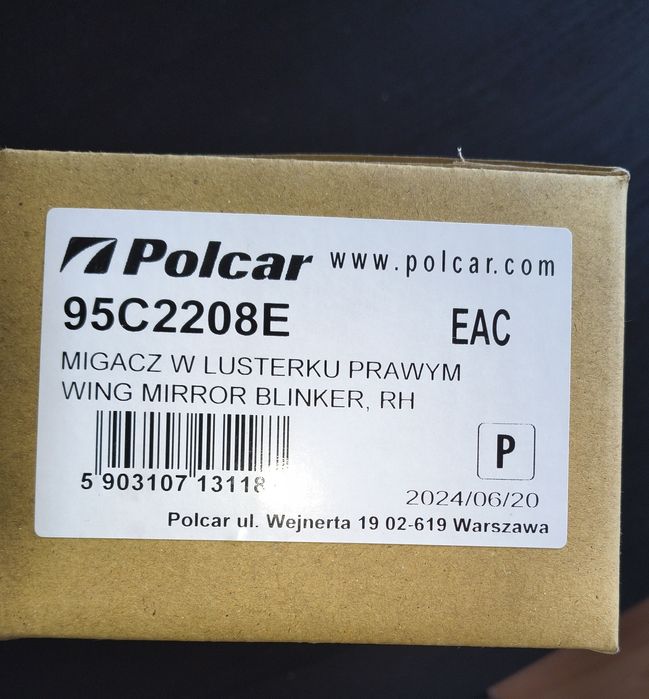 Polcar www.polcar.com
95C2208E EAC
MIGACZ W LUSTERKU PRAWYM
WING MIRROR BLINKER, RH
P
5 903107 13118
2024/06/20
Polcar ul. Wejnerta 19 02-619 Warszawa